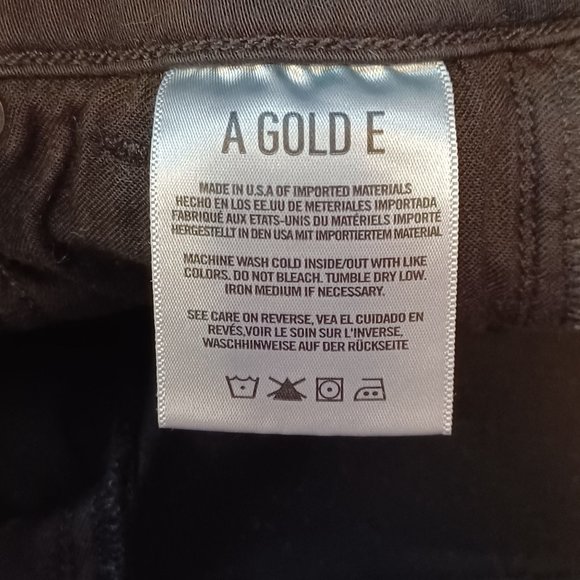 A GOLD E
MADE IN U.S.A OF IMPORTED MATERIALS
HECHO EN LOS EE.UU DE METERIALES IMPORTADA
FABRIQUÉ AUX ETATS-UNIS DU MATÉRIELS IMPORTÉ
HERGESTELLT IN DEN USA MIT IMPORTIERTEM MATERIAL
MACHINE WASH COLD INSIDE/OUT WITH LIKE
COLORS. DO NOT BLEACH. TUMBLE DRY LOW.
IRON MEDIUM IF NECESSARY.
SEE CARE ON REVERSE, VEA EL CUIDADO EN
REVÉS,VOIR LE SOIN SUR L'INVERSE,
WASCHHINWEISE AUF DER RÜCKSEITE